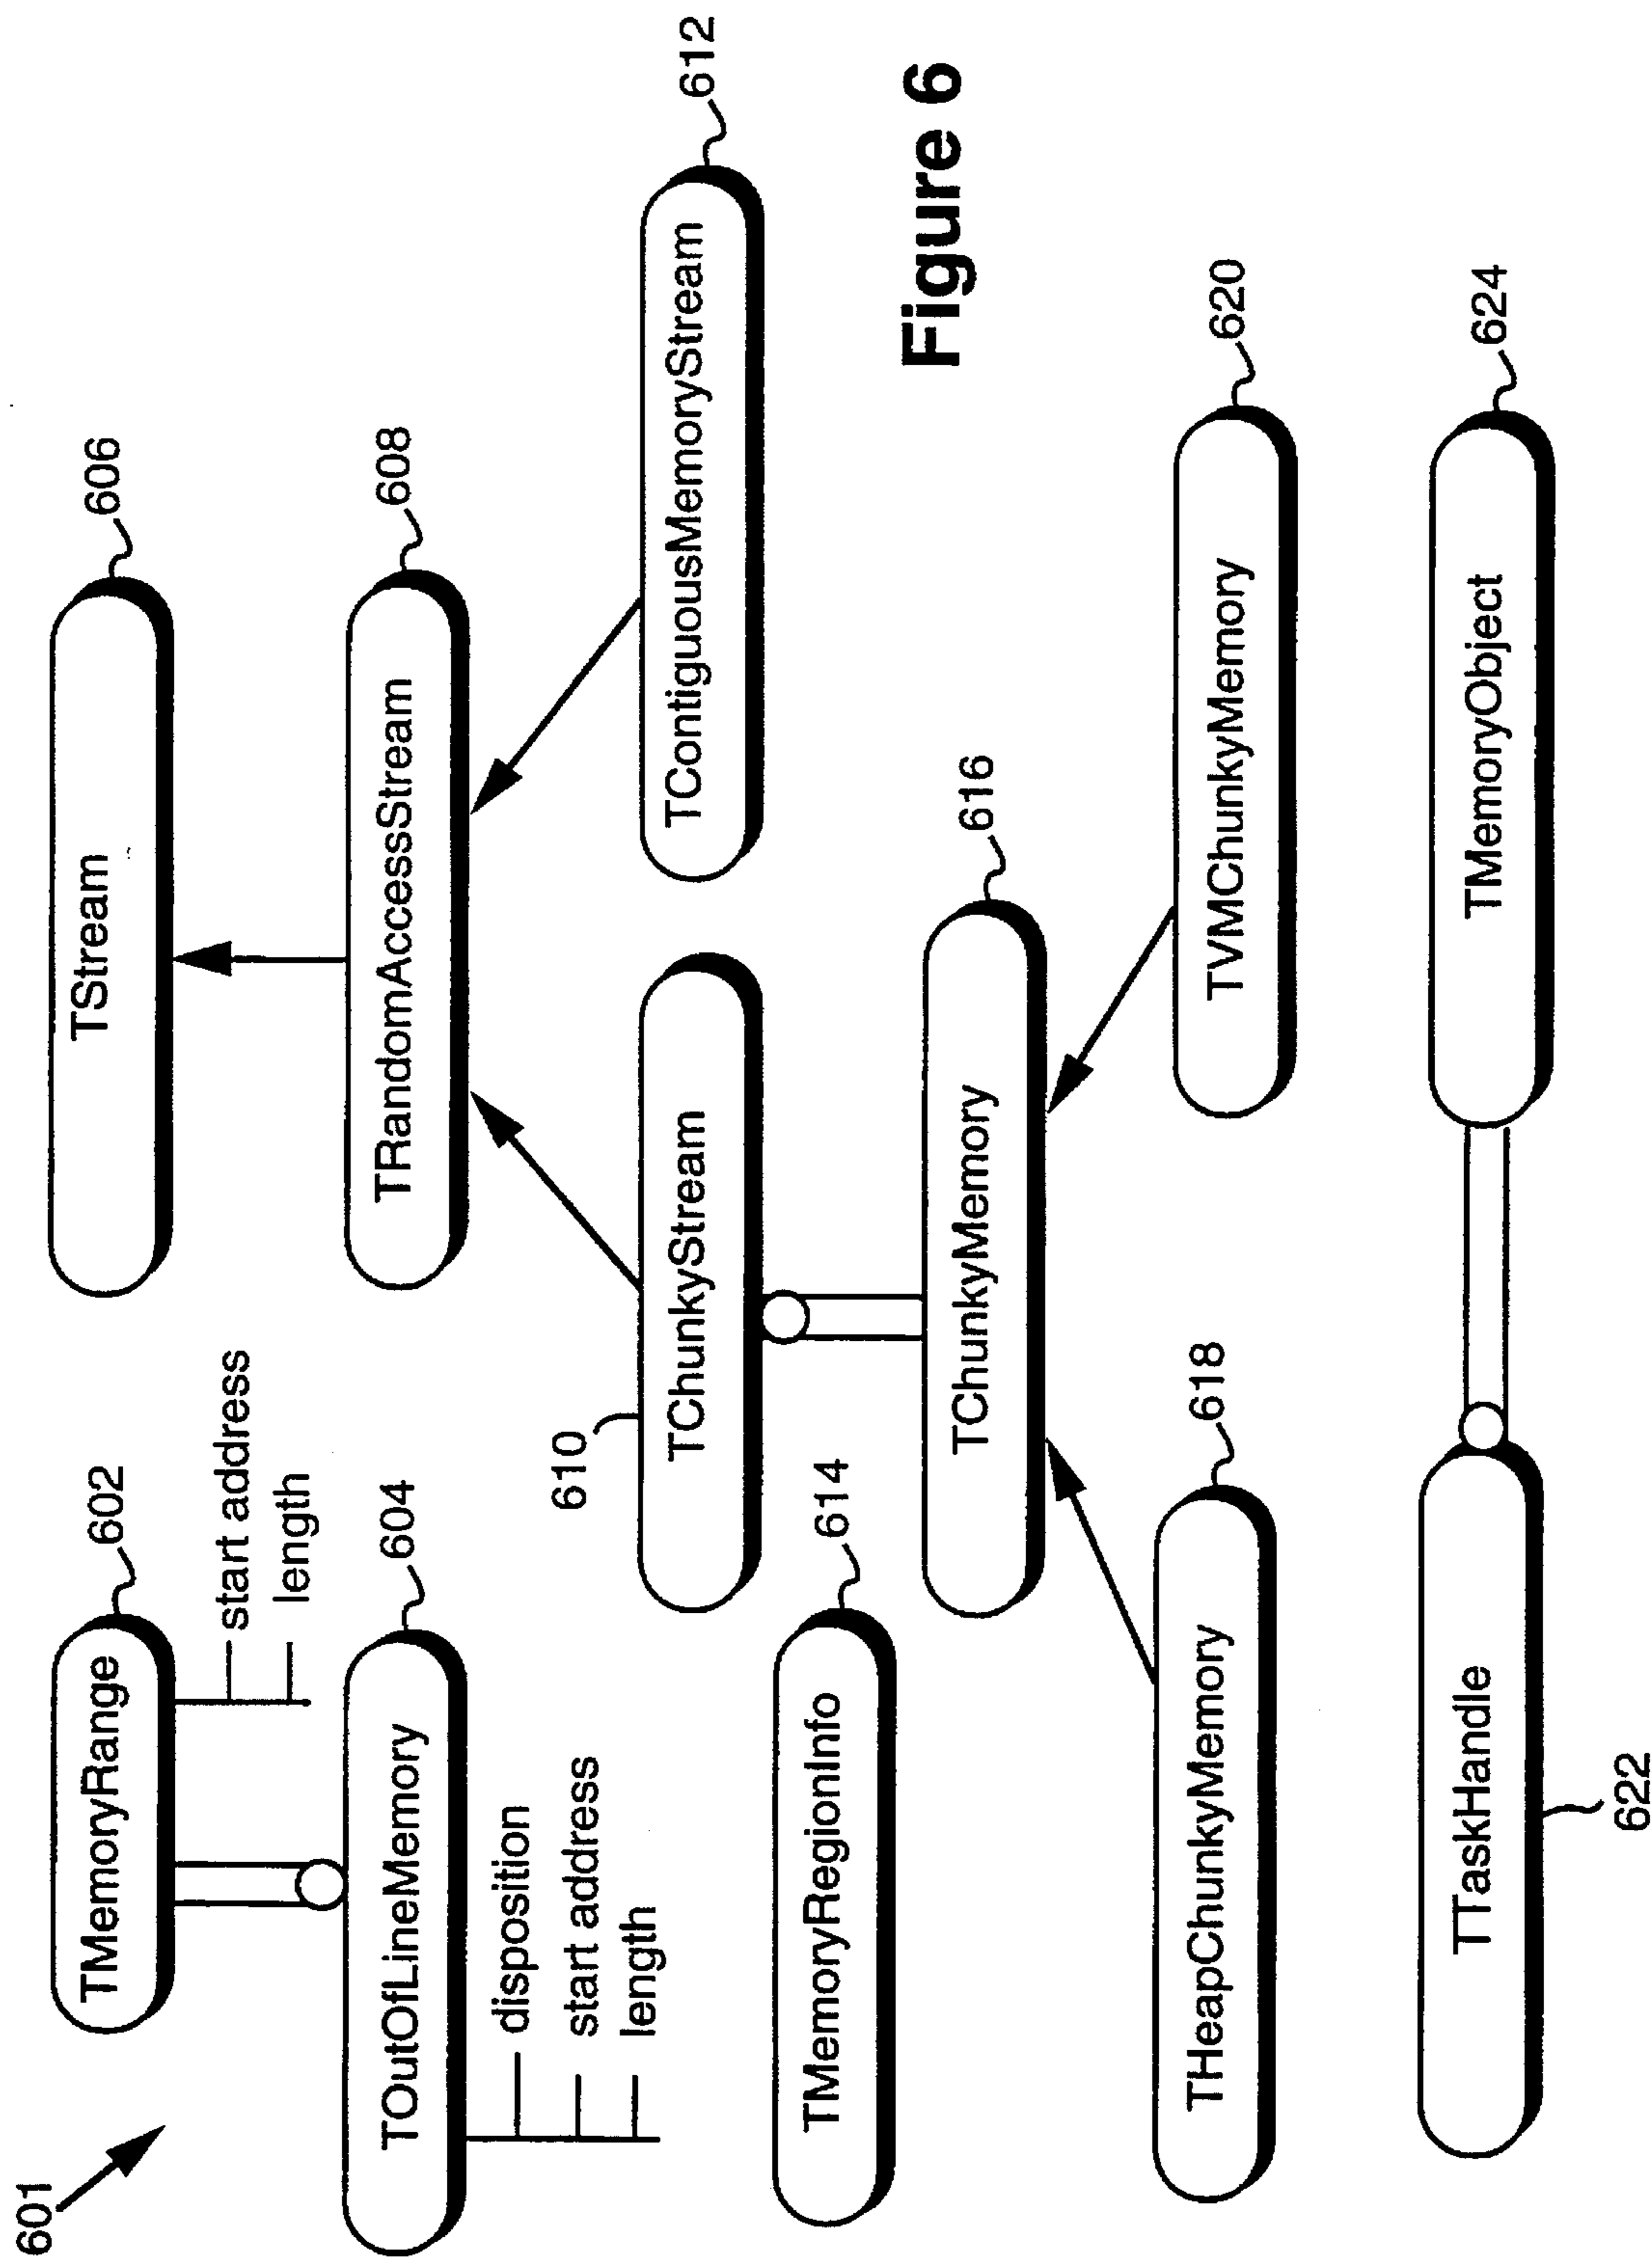 601
TMemoryRange
602
start address
length
TStream
606
TOutOfLineMemory
604
disposition
start address
length
TRandomAccessStream
608
610
TChunkyStream
TContiguousMemoryStream
612
TMemoryRegionInfo
614
TChunkyMemory
616
Figure 6
THeapChunkyMemory
618
TVMChunkyMemory
620
TTaskHandle
622
TMemoryObject
624